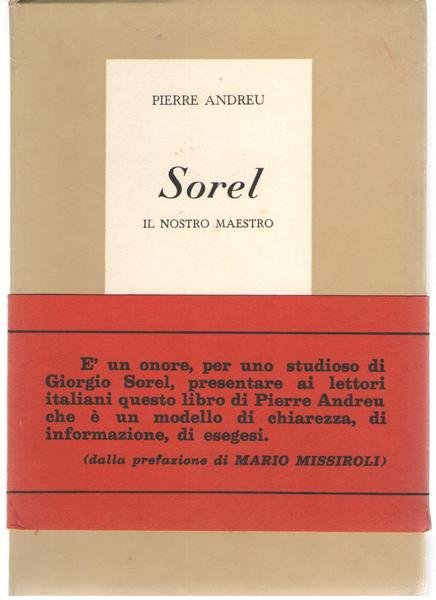 PIERRE ANDREU
Sorel
IL NOSTRO MAESTRO
E' un onore, per uno studioso di
Giorgio Sorel, presentare ai lettori
italiani questo libro di Pierre Andreu
che è un modello di chiarezza, di
informazione, di esegesi.
(dalla prefazione di MARIO MISSIROLI)